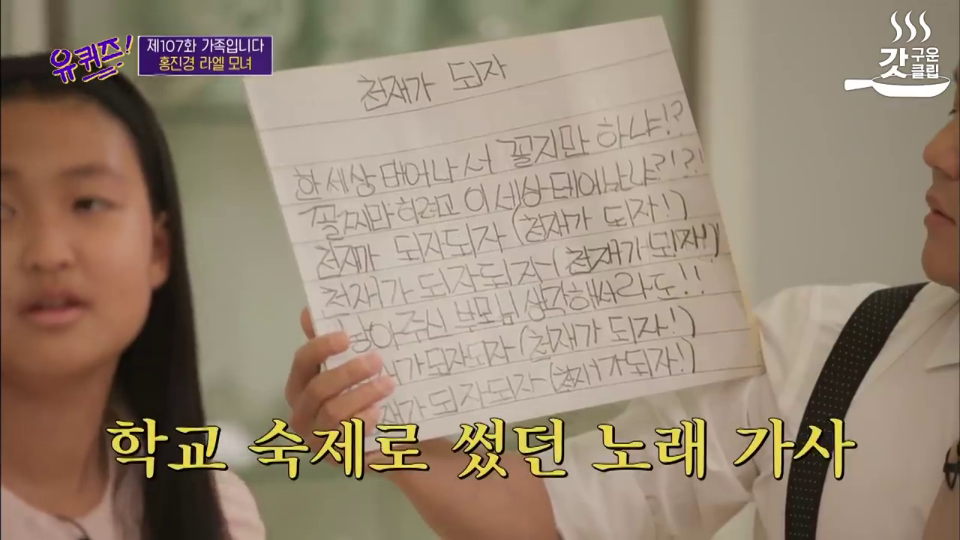 유퀴즈!
제107화 가족입니다
홍진경 라엘 모녀
갓구운클립
천재가 되자
한 세상 태어나서 꼴지만 하냐!?
꼴찌만 하려고 이 세상 태어났냐?!?!
천재가 되자되자 (천재가 되자!)
천재가 되자되자 (천재가 되자!)
낳아주신 부모님 생각해서라도!!
가 되자되자 (천재가 되자!)
재가 되자되자 (천재가 되자!)
학교 숙제로 썼던 노래 가사